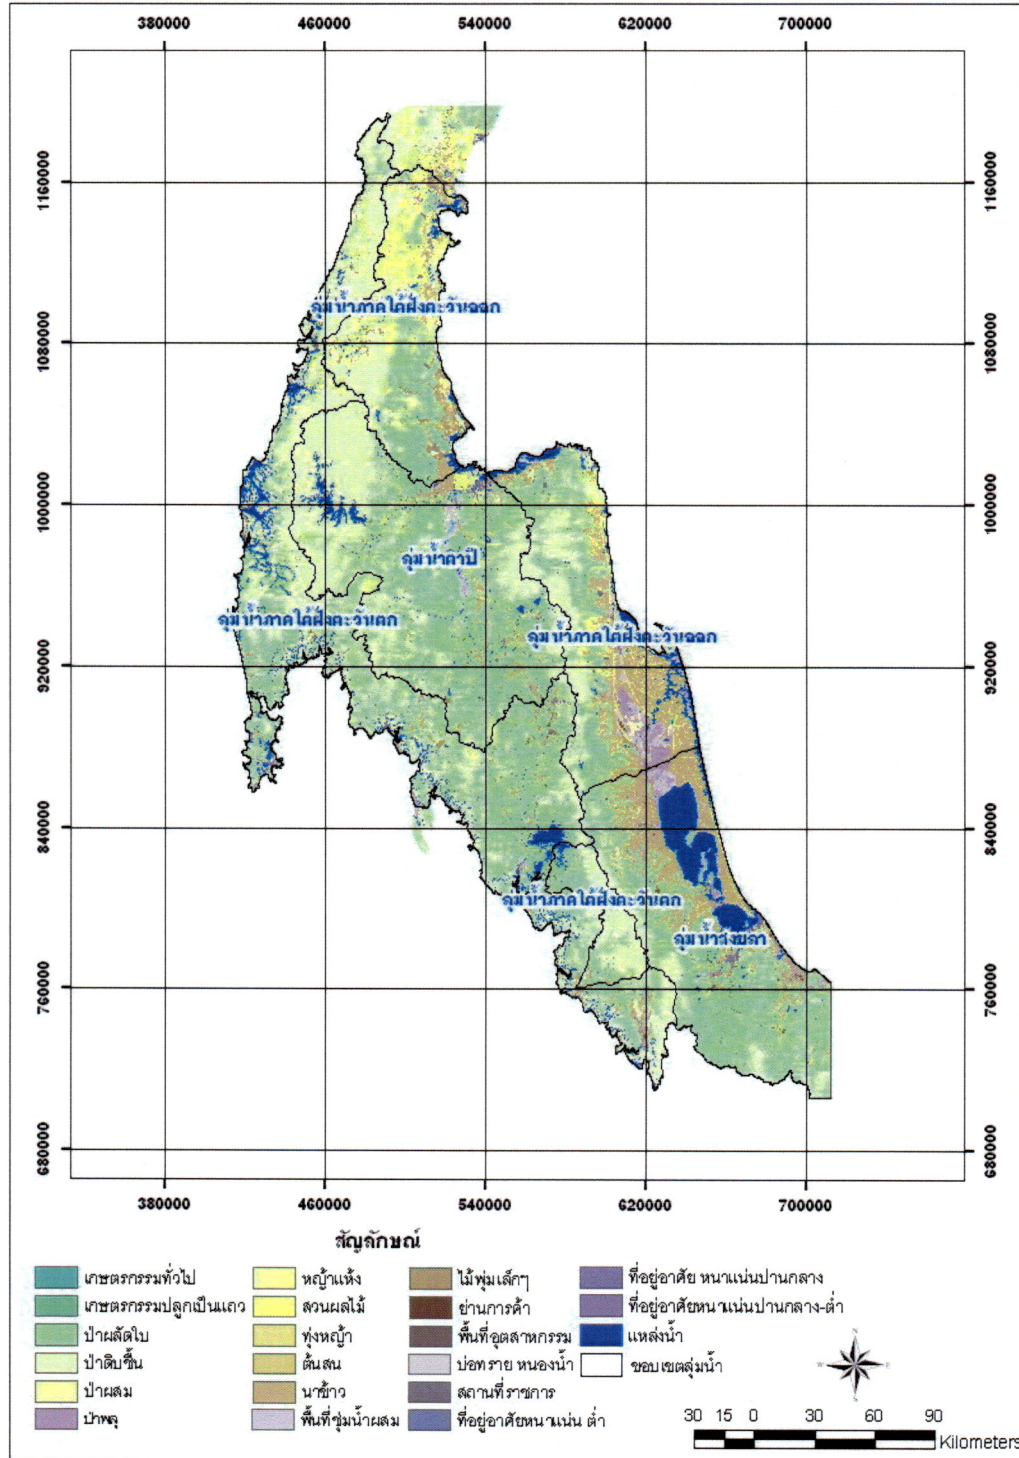 380000 460000 540000 620000 700000
1160000 1160000
ลุ่มน้ำภาคใต้ฝั่งตะวันออก
1080000 1080000
1000000 1000000
ลุ่มน้ำตาปี
ลุ่มน้ำภาคใต้ฝั่งตะวันตก
ลุ่มน้ำภาคใต้ฝั่งตะวันออก
920000 920000
840000 840000
ลุ่มน้ำภาคใต้ฝั่งตะวันตก
ลุ่มน้ำสงขลา
760000 760000
680000 680000
380000 460000 540000 620000 700000
สัญลักษณ์
เกษตรกรรมทั่วไป
เกษตรกรรมปลูกเป็นแถว
ป่าผลัดใบ
ป่าดิบชื้น
ป่าผสม
ป่าพลุ
หญ้าแห้ง
สวนผลไม้
ทุ่งหญ้า
ต้นสน
นาข้าว
พื้นที่ชุ่มน้ำผสม
ไม้พุ่มเล็กๆ
ย่านการค้า
พื้นที่อุตสาหกรรม
บ่อทราย หนองน้ำ
สถานที่ราชการ
ที่อยู่อาศัยหนาแน่น ต่ำ
ที่อยู่อาศัย หนาแน่นปานกลาง
ที่อยู่อาศัยหนาแน่นปานกลาง-ต่ำ
แหล่งน้ำ
ขอบเขตลุ่มน้ำ
N
W E
S
30 15 0 30 60 90
Kilometers